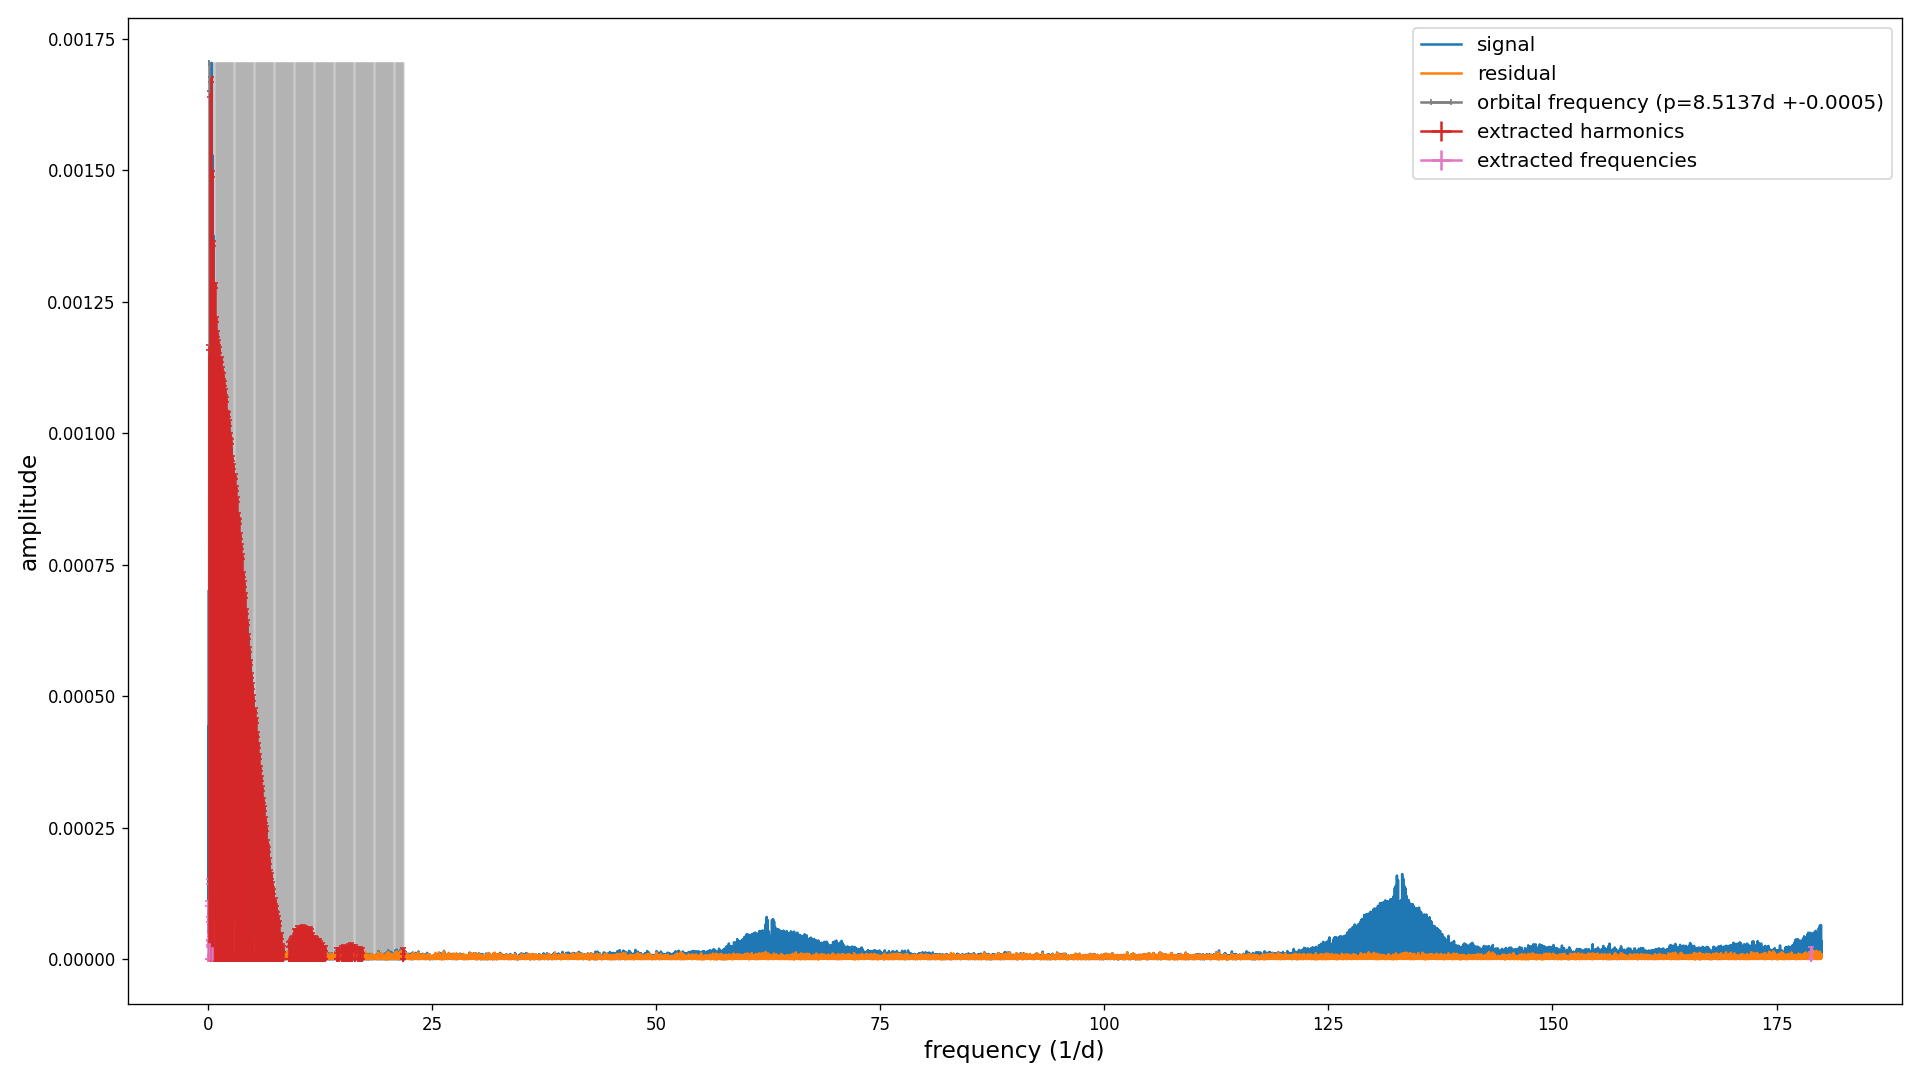 signal
residual
orbital frequency (p=8.5137d +-0.0005)
extracted harmonics
extracted frequencies
amplitude
0.00175
0.00150
0.00125
0.00100
0.00075
0.00050
0.00025
0.00000
0 25 50 75 100 125 150 175
frequency (1/d)